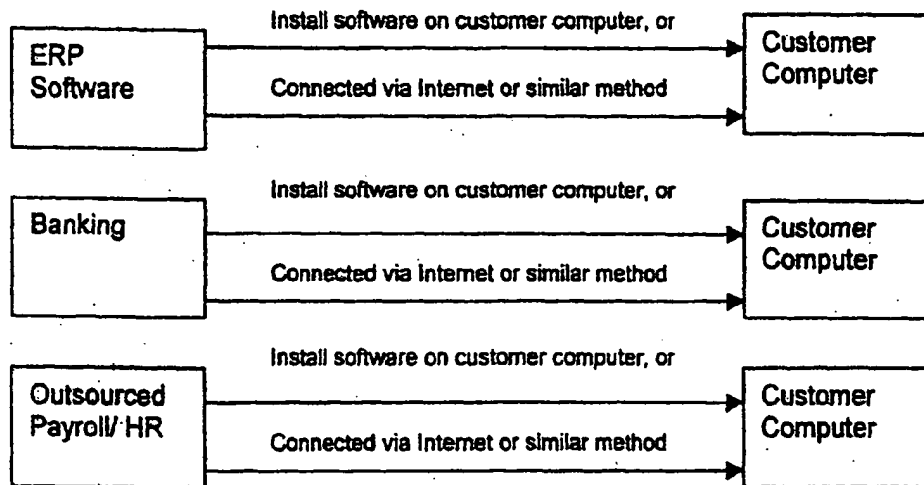 Install software on customer computer, or
ERP
Software
Customer
Computer
Connected via Internet or similar method
Install software on customer computer, or
Banking
Customer
Computer
Connected via Internet or similar method
Install software on customer computer, or
Outsourced
Payroll/ HR
Customer
Computer
Connected via Internet or similar method